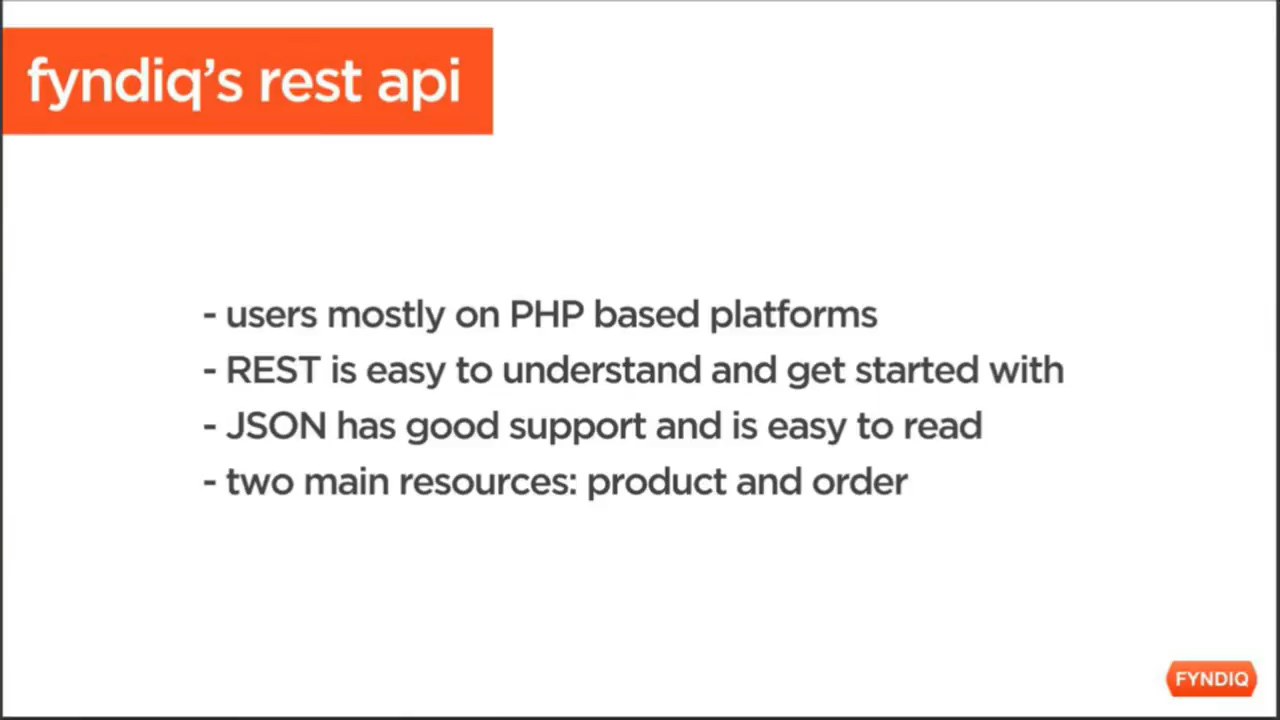 fyndiq’s rest api
- users mostly on PHP based platforms
- REST is easy to understand and get started with
- JSON has good support and is easy to read
- two main resources: product and order
FYNDIQ